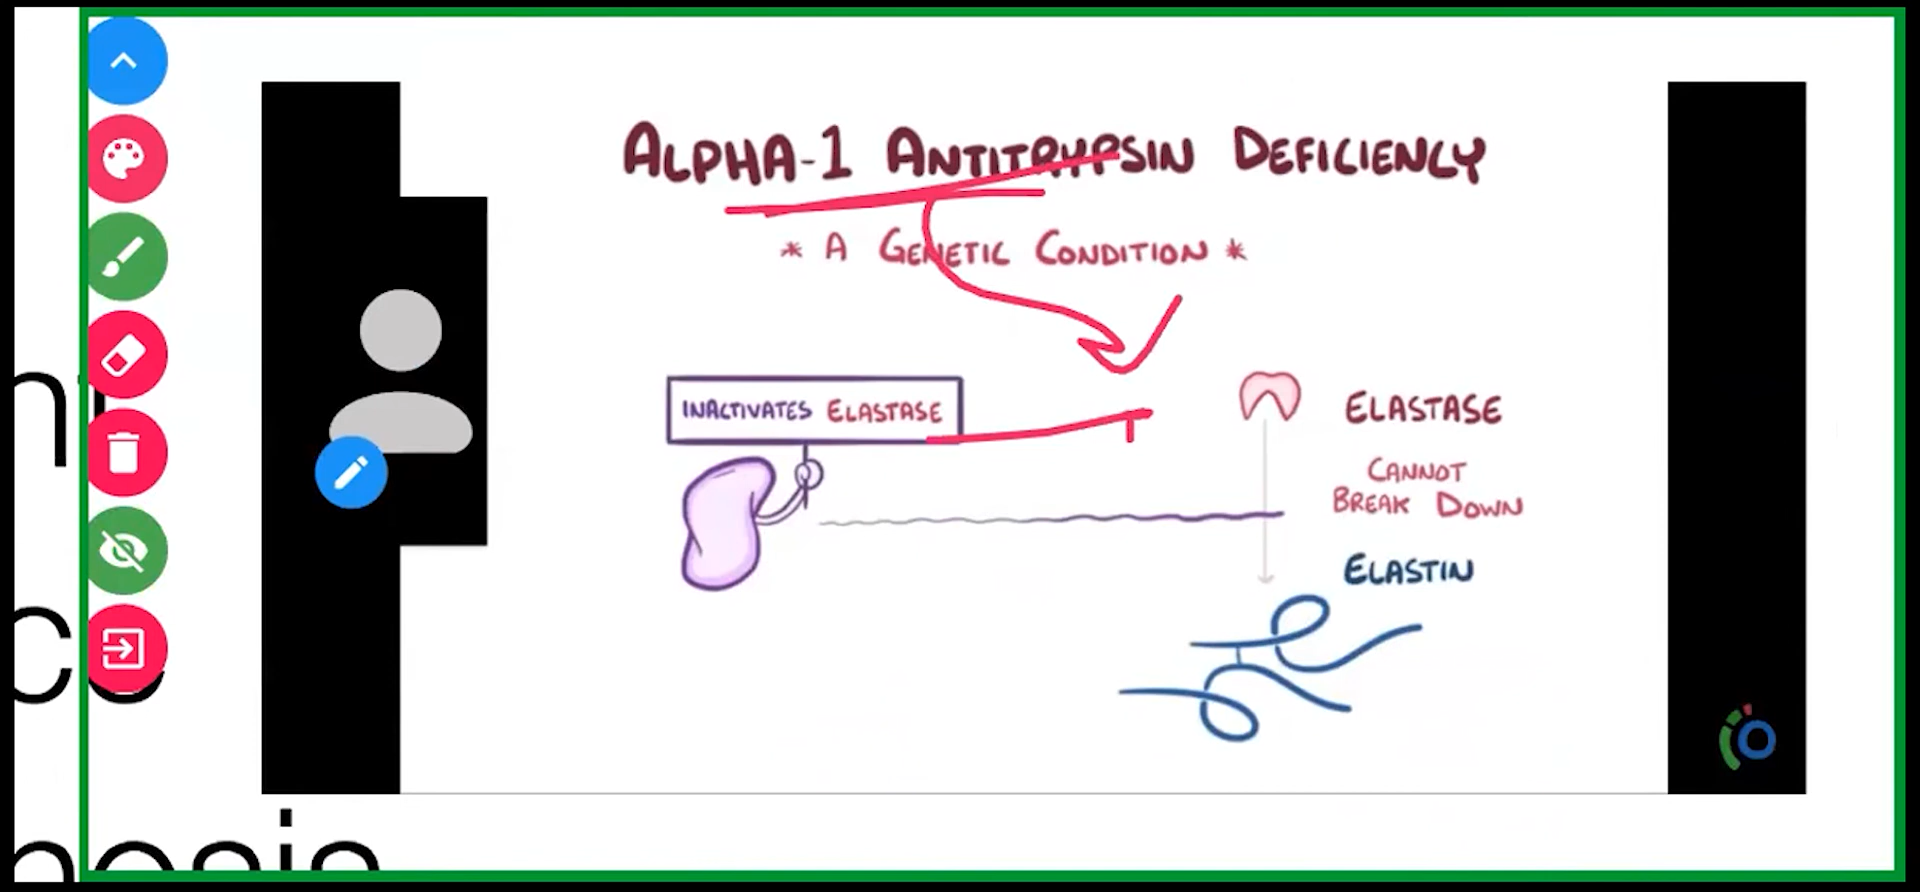 ALPHA-1 ANTITRYPSIN DEFICIENCY
* A GENETIC CONDITION *
INACTIVATES ELASTASE
ELASTASE
CANNOT
BREAK DOWN
ELASTIN